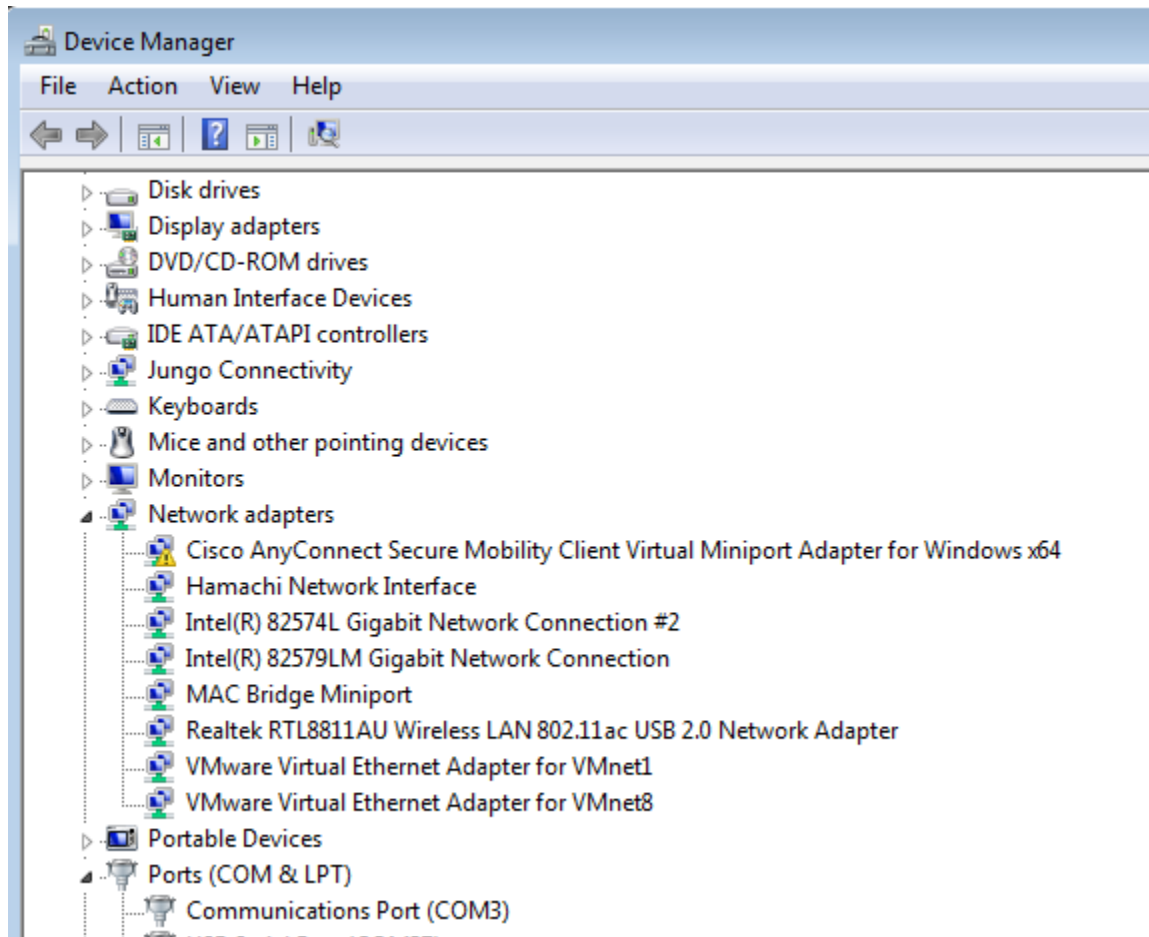 Device Manager
File Action View Help
Disk drives
Display adapters
DVD/CD-ROM drives
Human Interface Devices
IDE ATA/ATAPI controllers
Jungo Connectivity
Keyboards
Mice and other pointing devices
Monitors
Network adapters
Cisco AnyConnect Secure Mobility Client Virtual Miniport Adapter for Windows x64
Hamachi Network Interface
Intel(R) 82574L Gigabit Network Connection #2
Intel(R) 82579LM Gigabit Network Connection
MAC Bridge Miniport
Realtek RTL8811AU Wireless LAN 802.11ac USB 2.0 Network Adapter
VMware Virtual Ethernet Adapter for VMnet1
VMware Virtual Ethernet Adapter for VMnet8
Portable Devices
Ports (COM & LPT)
Communications Port (COM3)